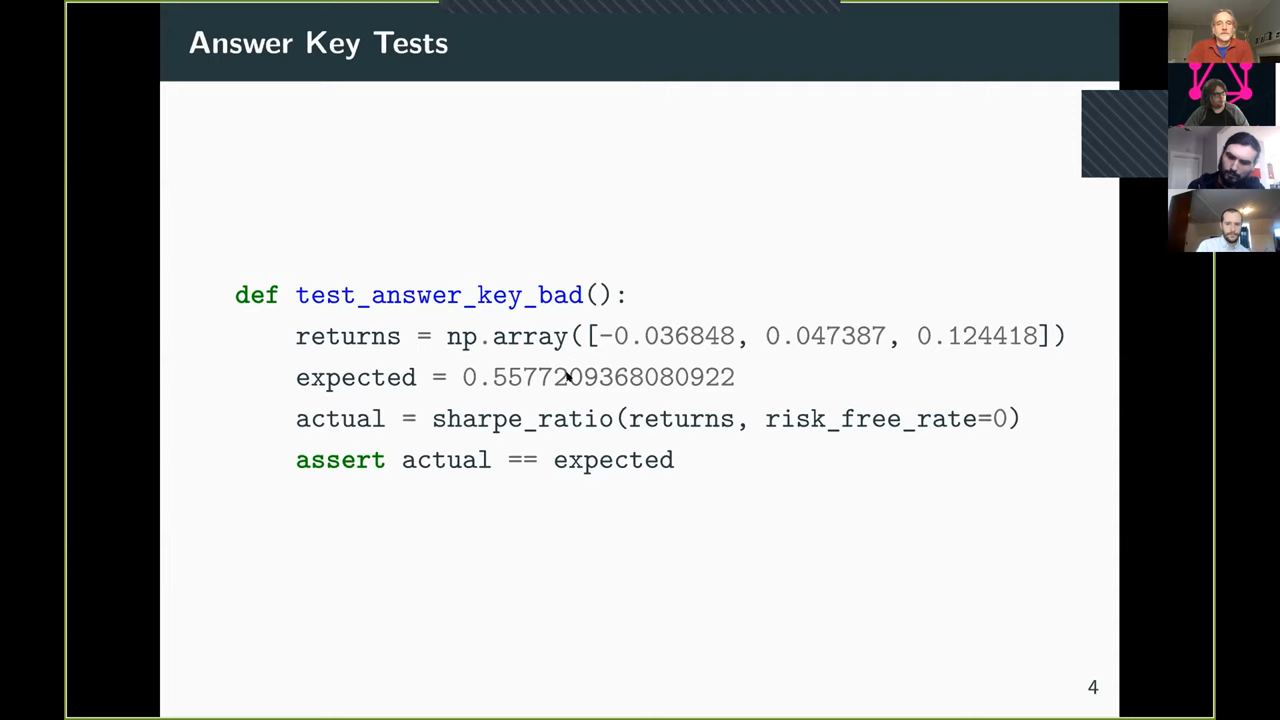 Answer Key Tests
def test_answer_key_bad():
    returns = np.array([-0.036848, 0.047387, 0.124418])
    expected = 0.5577209368080922
    actual = sharpe_ratio(returns, risk_free_rate=0)
    assert actual == expected
4